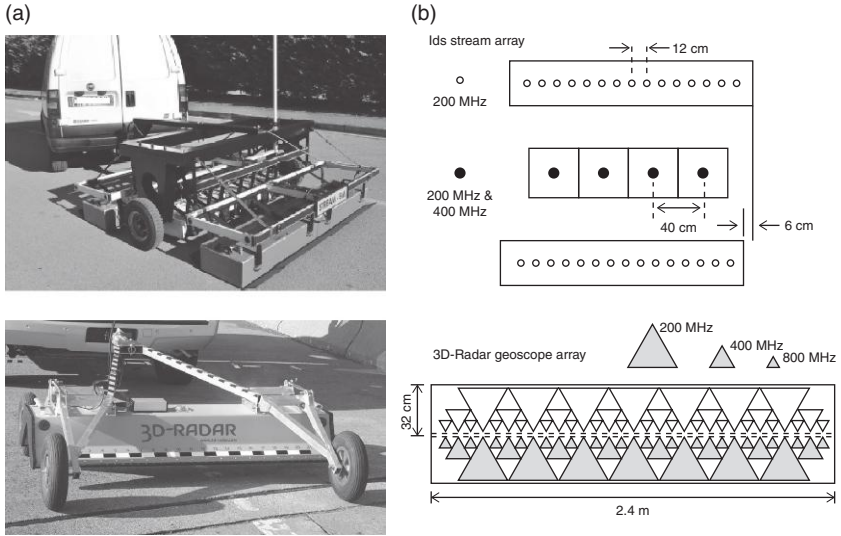 (a)
(b)
Ids stream array
12 cm
200 MHz
200 MHz &
400 MHz
40 cm
6 cm
3D-RADAR
3D-Radar geoscope array
200 MHz
400 MHz
800 MHz
32 cm
2.4 m